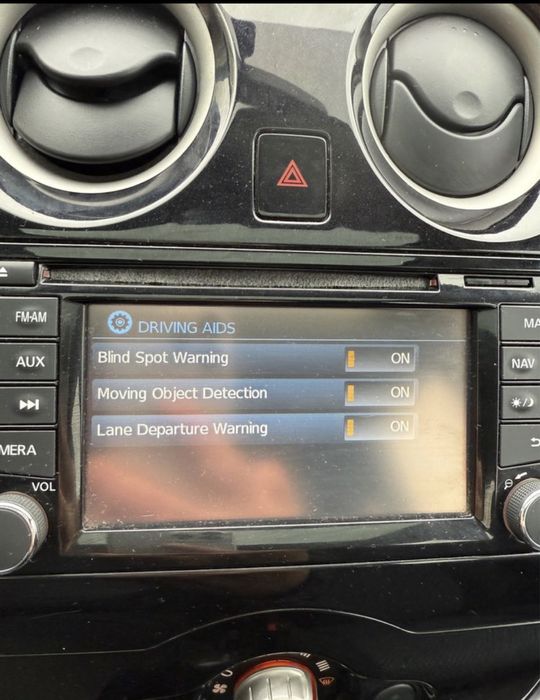 FM-AM
AUX
MERA
VOL
DRIVING AIDS
Blind Spot Warning ON
Moving Object Detection ON
Lane Departure Warning ON
MA
NAV